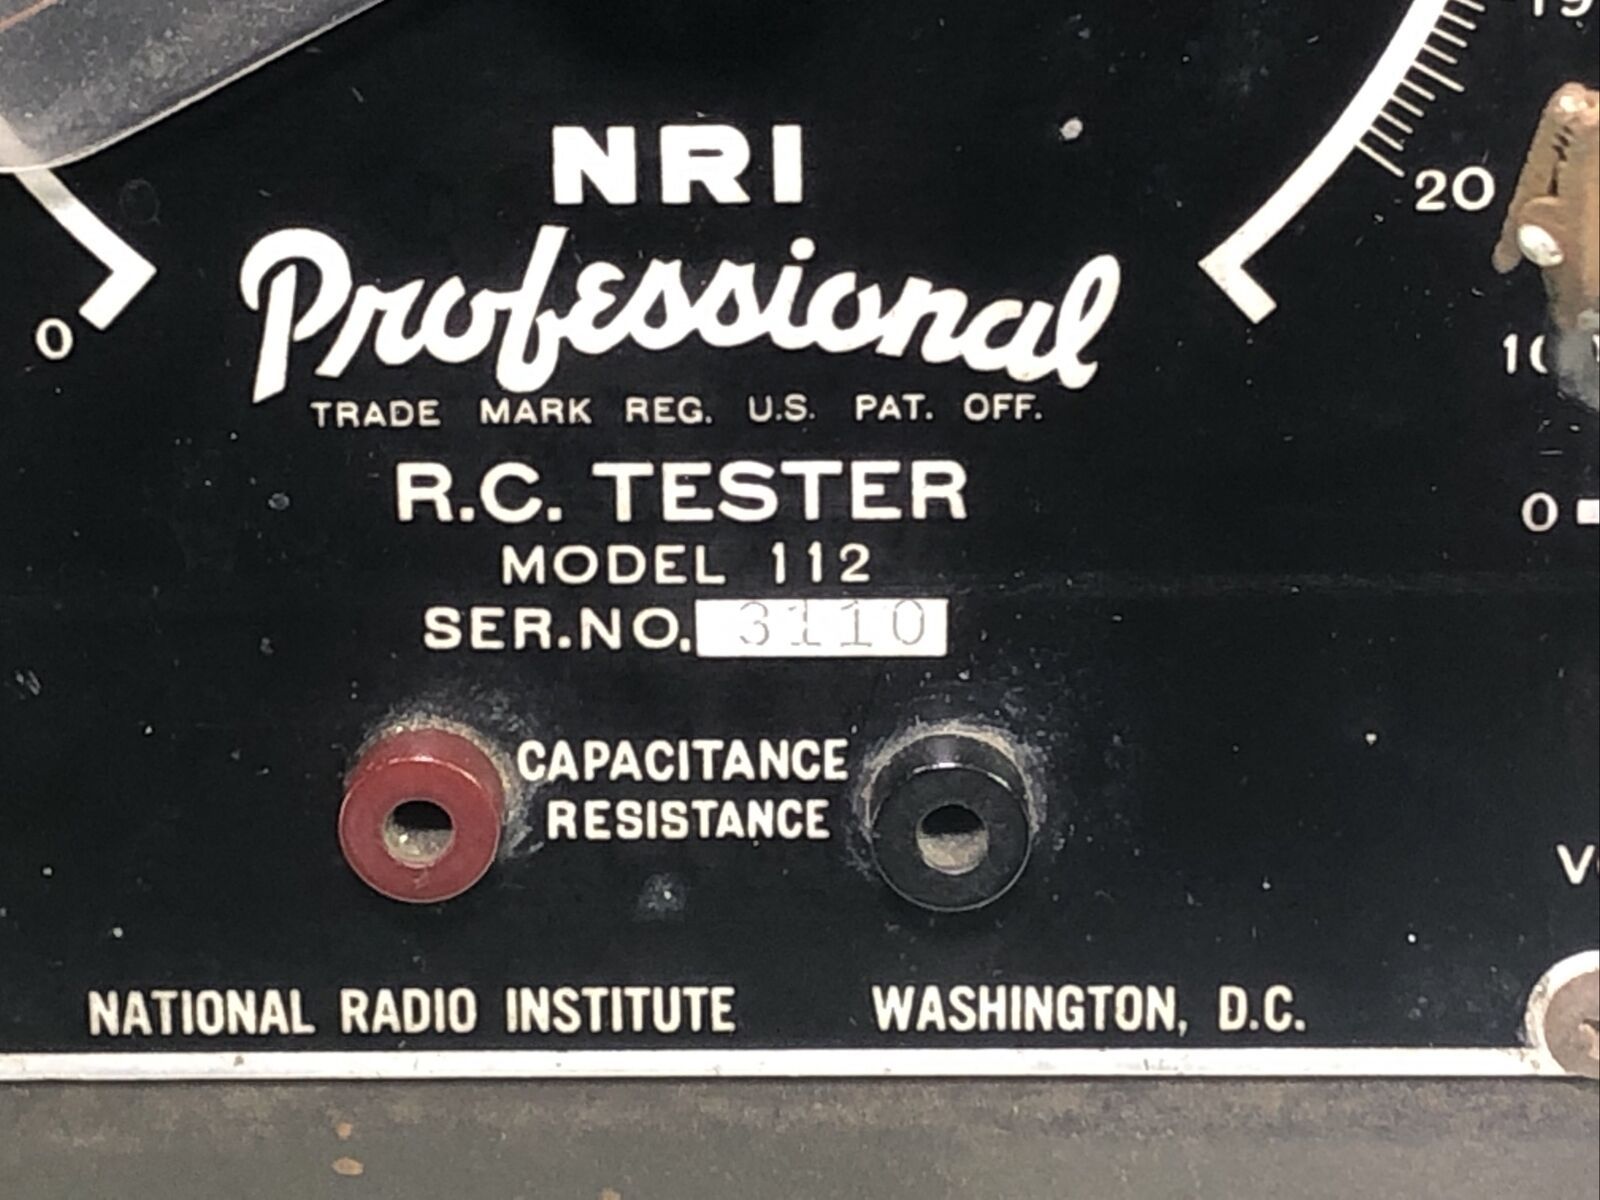 NRI
Professional
TRADE MARK REG. U.S. PAT. OFF.
R.C. TESTER
MODEL 112
SER.NO. 3110
CAPACITANCE
RESISTANCE
NATIONAL RADIO INSTITUTE WASHINGTON, D.C.
0
19
20
0